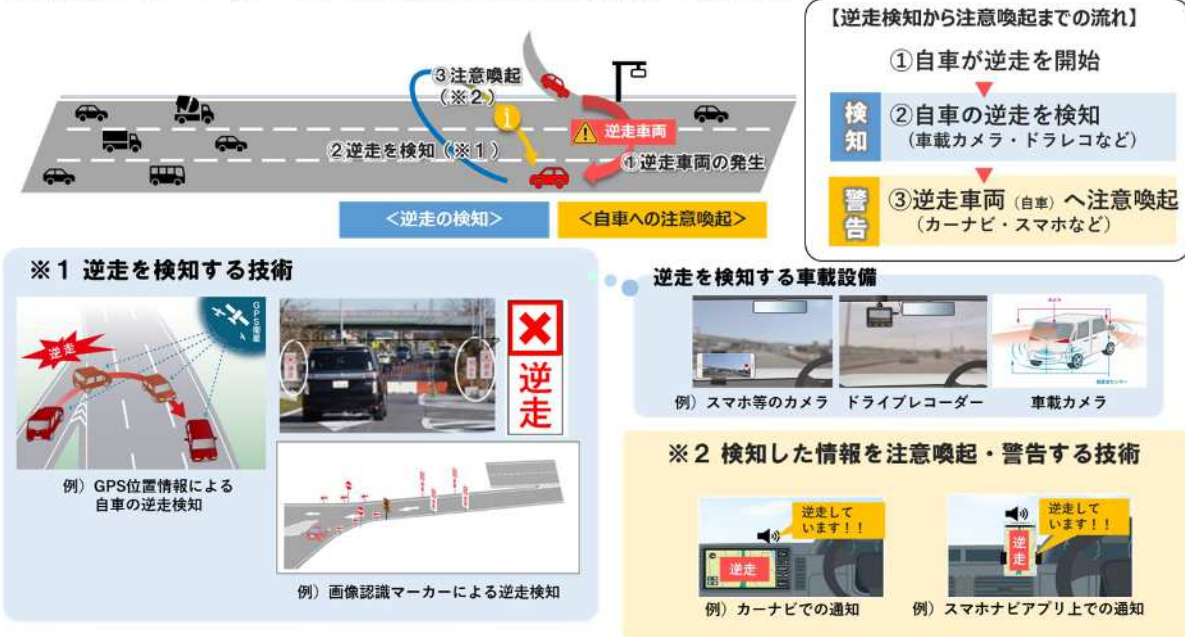 【逆走検知から注意喚起までの流れ】
①自車が逆走を開始
検知
②自車の逆走を検知
(車載カメラ・ドラレコなど)
警告
③逆走車両（自車）へ注意喚起
(カーナビ・スマホなど)
③注意喚起
(※2)
逆走車両
2逆走を検知(※1)
①逆走車両の発生
<逆走の検知>
<自車への注意喚起>
※1 逆走を検知する技術
逆走
GPS衛星
例）GPS位置情報による
自車の逆走検知
逆走
例）画像認識マーカーによる逆走検知
逆走を検知する車載設備
例）スマホ等のカメラ
ドライブレコーダー
車載カメラ
※2 検知した情報を注意喚起・警告する技術
逆走して
います！！
逆走
例）カーナビでの通知
逆走して
います！！
逆走
例）スマホナビアプリ上での通知